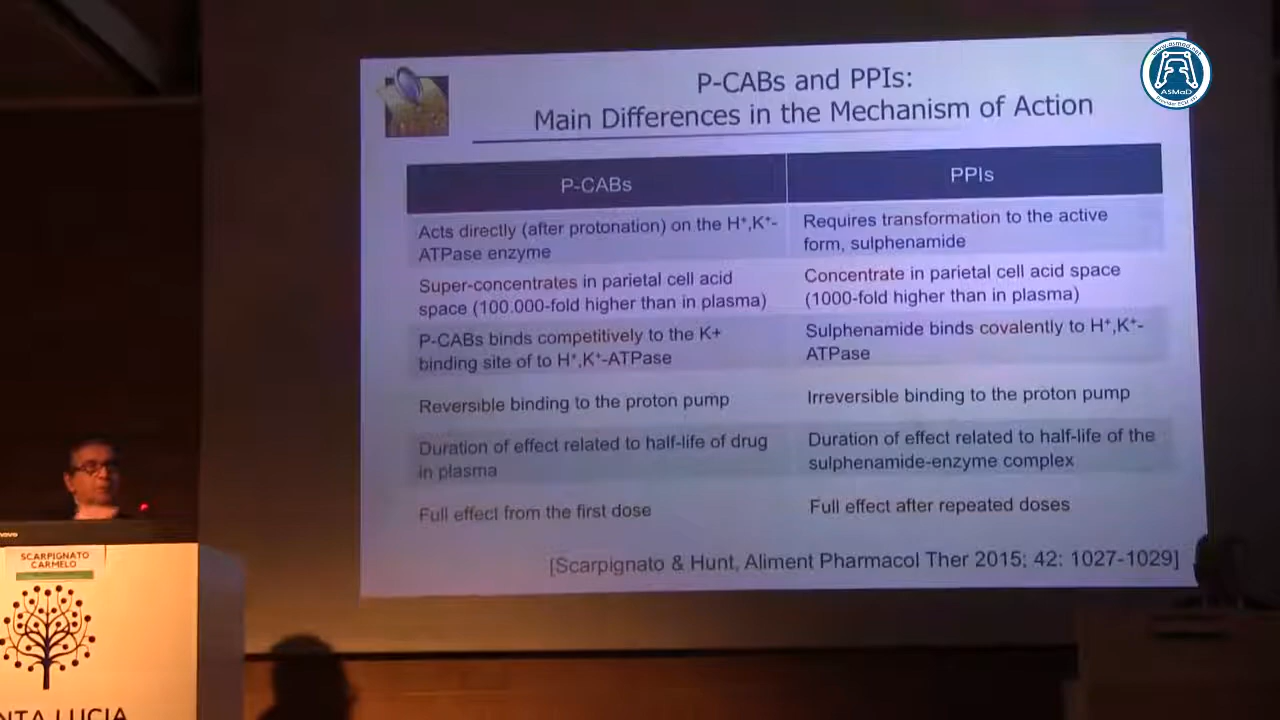 www.asmad.net
ASMaD
P-CABs and PPIs:
Main Differences in the Mechanism of Action
P-CABs
PPIs
Acts directly (after protonation) on the H⁺,K⁺-
ATPase enzyme
Requires transformation to the active
form, sulphenamide
Super-concentrates in parietal cell acid
space (100.000-fold higher than in plasma)
Concentrate in parietal cell acid space
(1000-fold higher than in plasma)
P-CABs binds competitively to the K+
binding site of to H⁺,K⁺-ATPase
Sulphenamide binds covalently to H⁺,K⁺-
ATPase
Reversible binding to the proton pump
Irreversible binding to the proton pump
Duration of effect related to half-life of drug
in plasma
Duration of effect related to half-life of the
sulphenamide-enzyme complex
Full effect from the first dose
Full effect after repeated doses
[Scarpignato & Hunt, Aliment Pharmacol Ther 2015; 42: 1027-1029]
SCARPIGNATO
CARMELO
NTA LUCIA